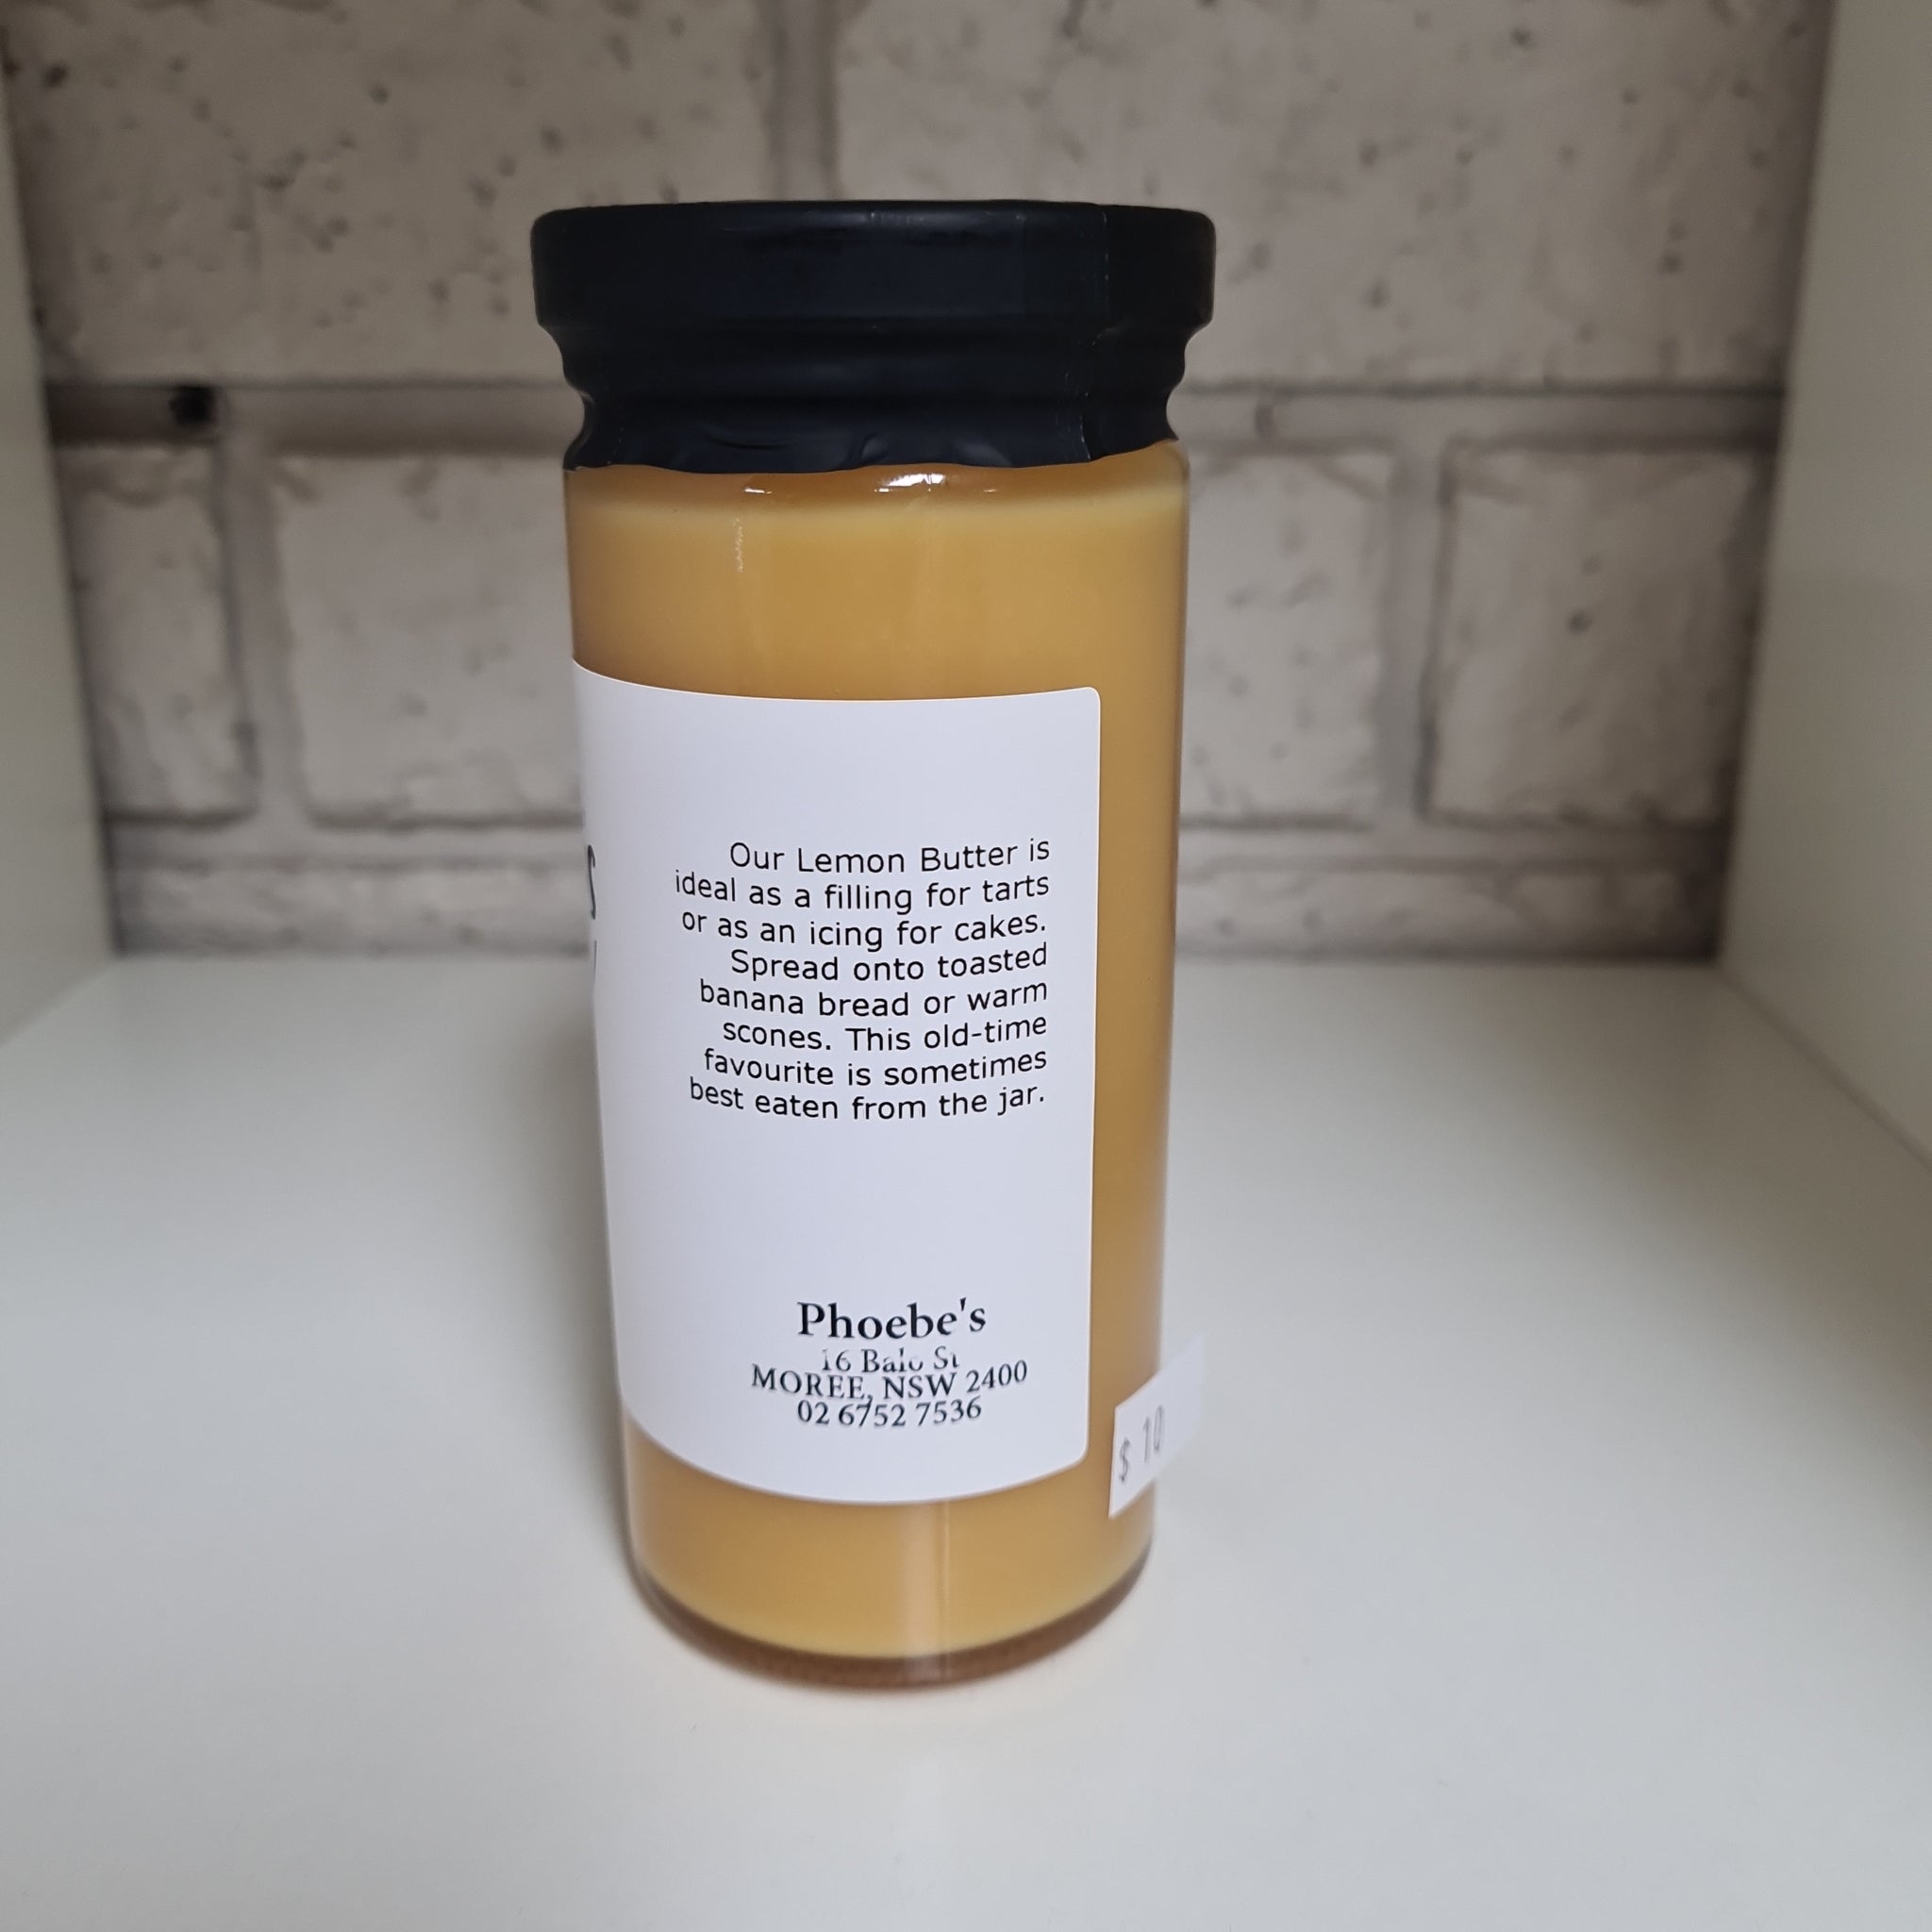 Our Lemon Butter is
ideal as a filling for tarts
or as an icing for cakes.
Spread onto toasted
banana bread or warm
scones. This old-time
favourite is sometimes
best eaten from the jar.
Phoebe's
16 Balo St
MOREE, NSW 2400
02 6752 7536
$ 10